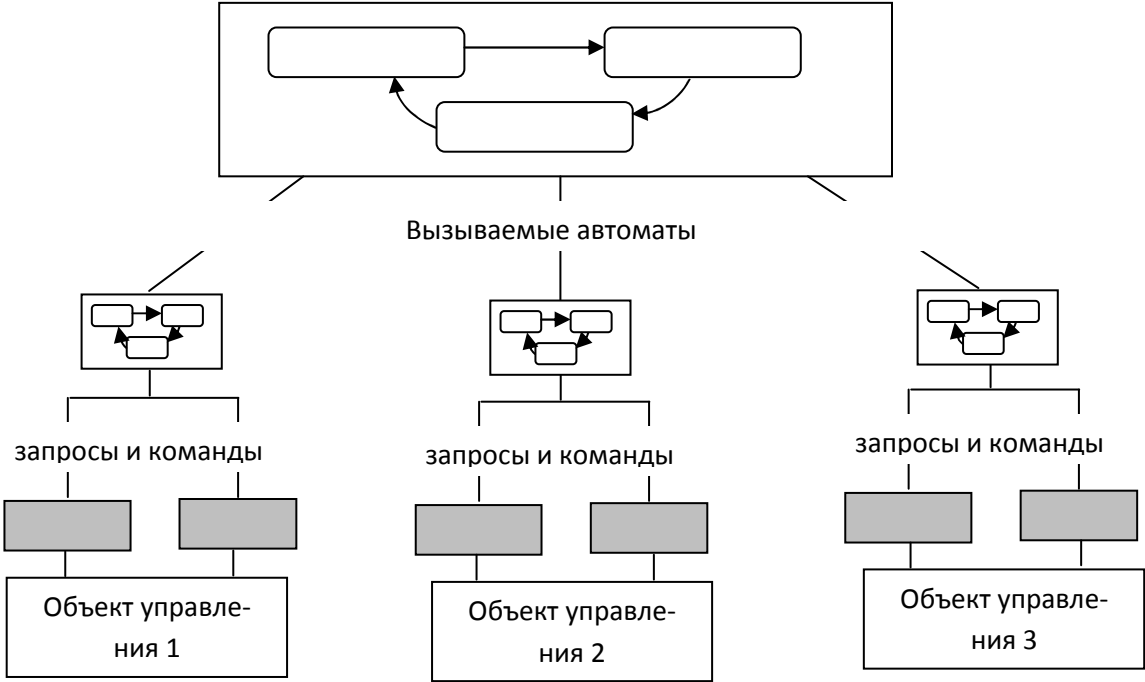 Вызываемые автоматы
запросы и команды
запросы и команды
запросы и команды
Объект управле-
ния 1
Объект управле-
ния 2
Объект управле-
ния 3